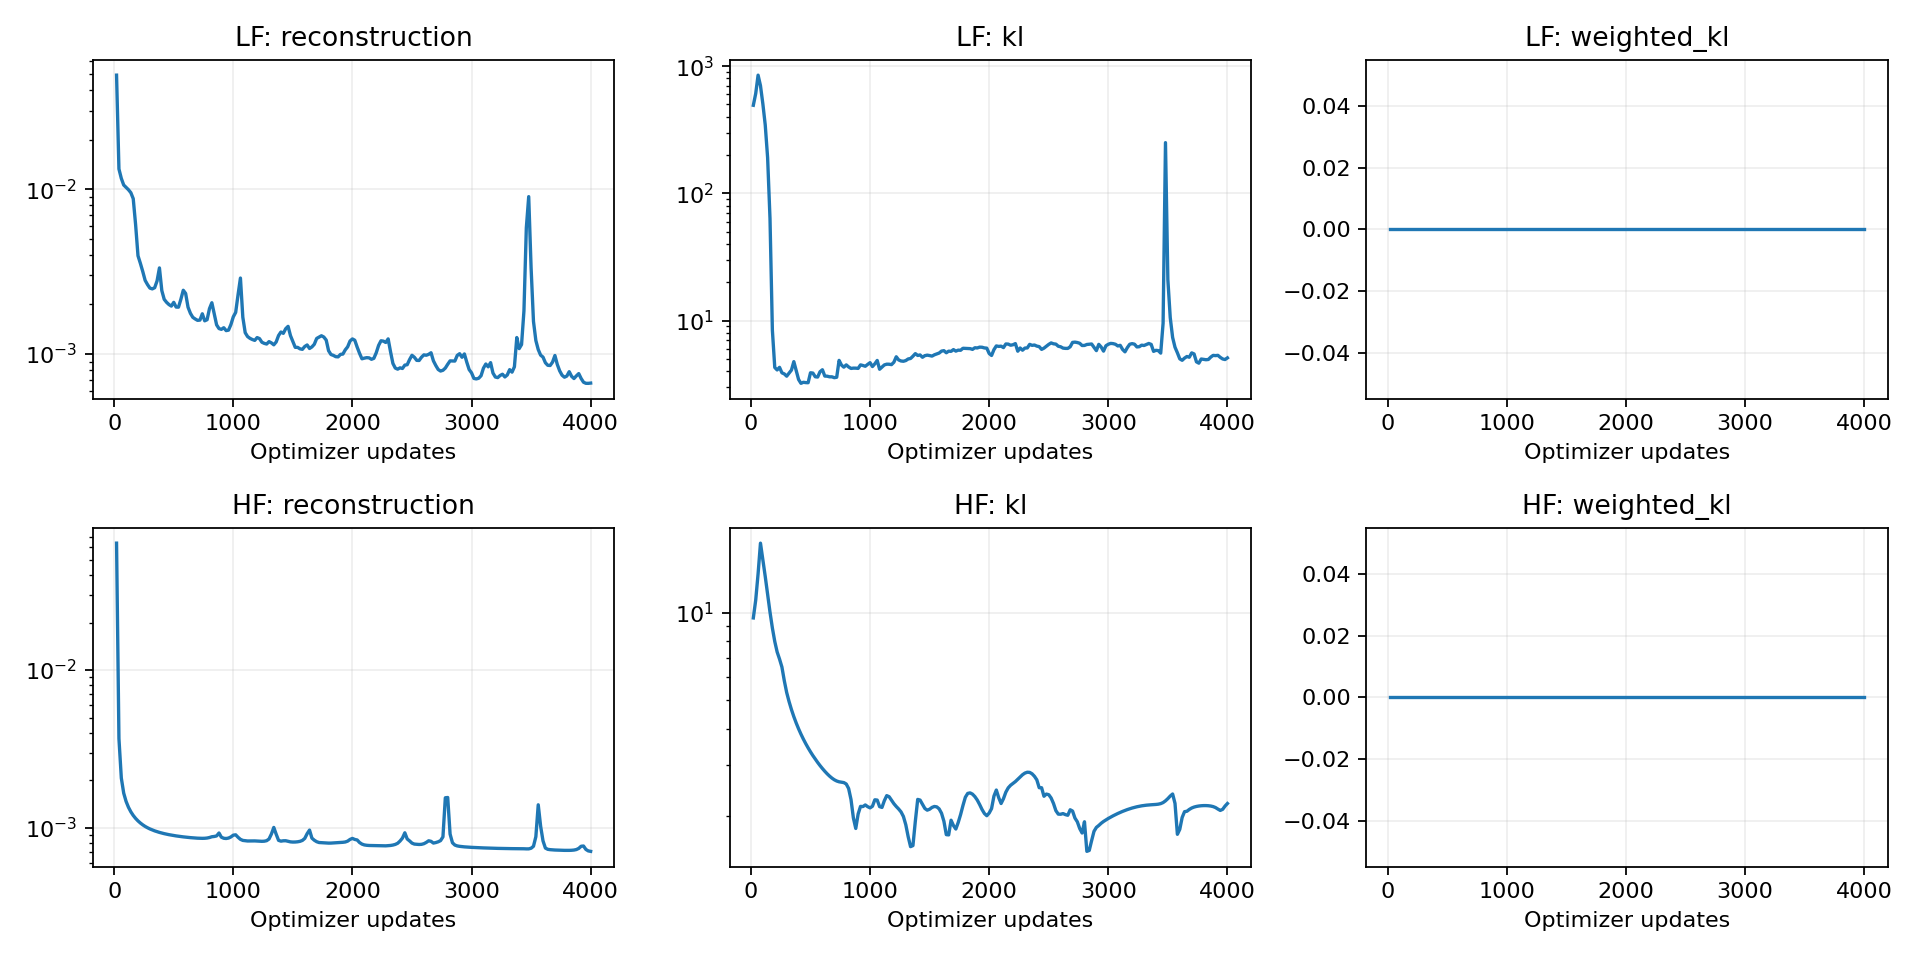 LF: reconstruction
10⁻²
10⁻³
0 1000 2000 3000 4000
Optimizer updates
LF: kl
10³
10²
10¹
0 1000 2000 3000 4000
Optimizer updates
LF: weighted_kl
0.04
0.02
0.00
−0.02
−0.04
0 1000 2000 3000 4000
Optimizer updates
HF: reconstruction
10⁻²
10⁻³
0 1000 2000 3000 4000
Optimizer updates
HF: kl
10¹
0 1000 2000 3000 4000
Optimizer updates
HF: weighted_kl
0.04
0.02
0.00
−0.02
−0.04
0 1000 2000 3000 4000
Optimizer updates